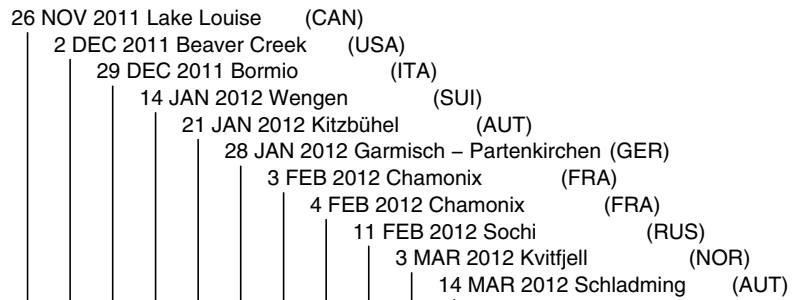 26 NOV 2011 Lake Louise (CAN)
2 DEC 2011 Beaver Creek (USA)
29 DEC 2011 Bormio (ITA)
14 JAN 2012 Wengen (SUI)
21 JAN 2012 Kitzbühel (AUT)
28 JAN 2012 Garmisch – Partenkirchen (GER)
3 FEB 2012 Chamonix (FRA)
4 FEB 2012 Chamonix (FRA)
11 FEB 2012 Sochi (RUS)
3 MAR 2012 Kvitfjell (NOR)
14 MAR 2012 Schladming (AUT)